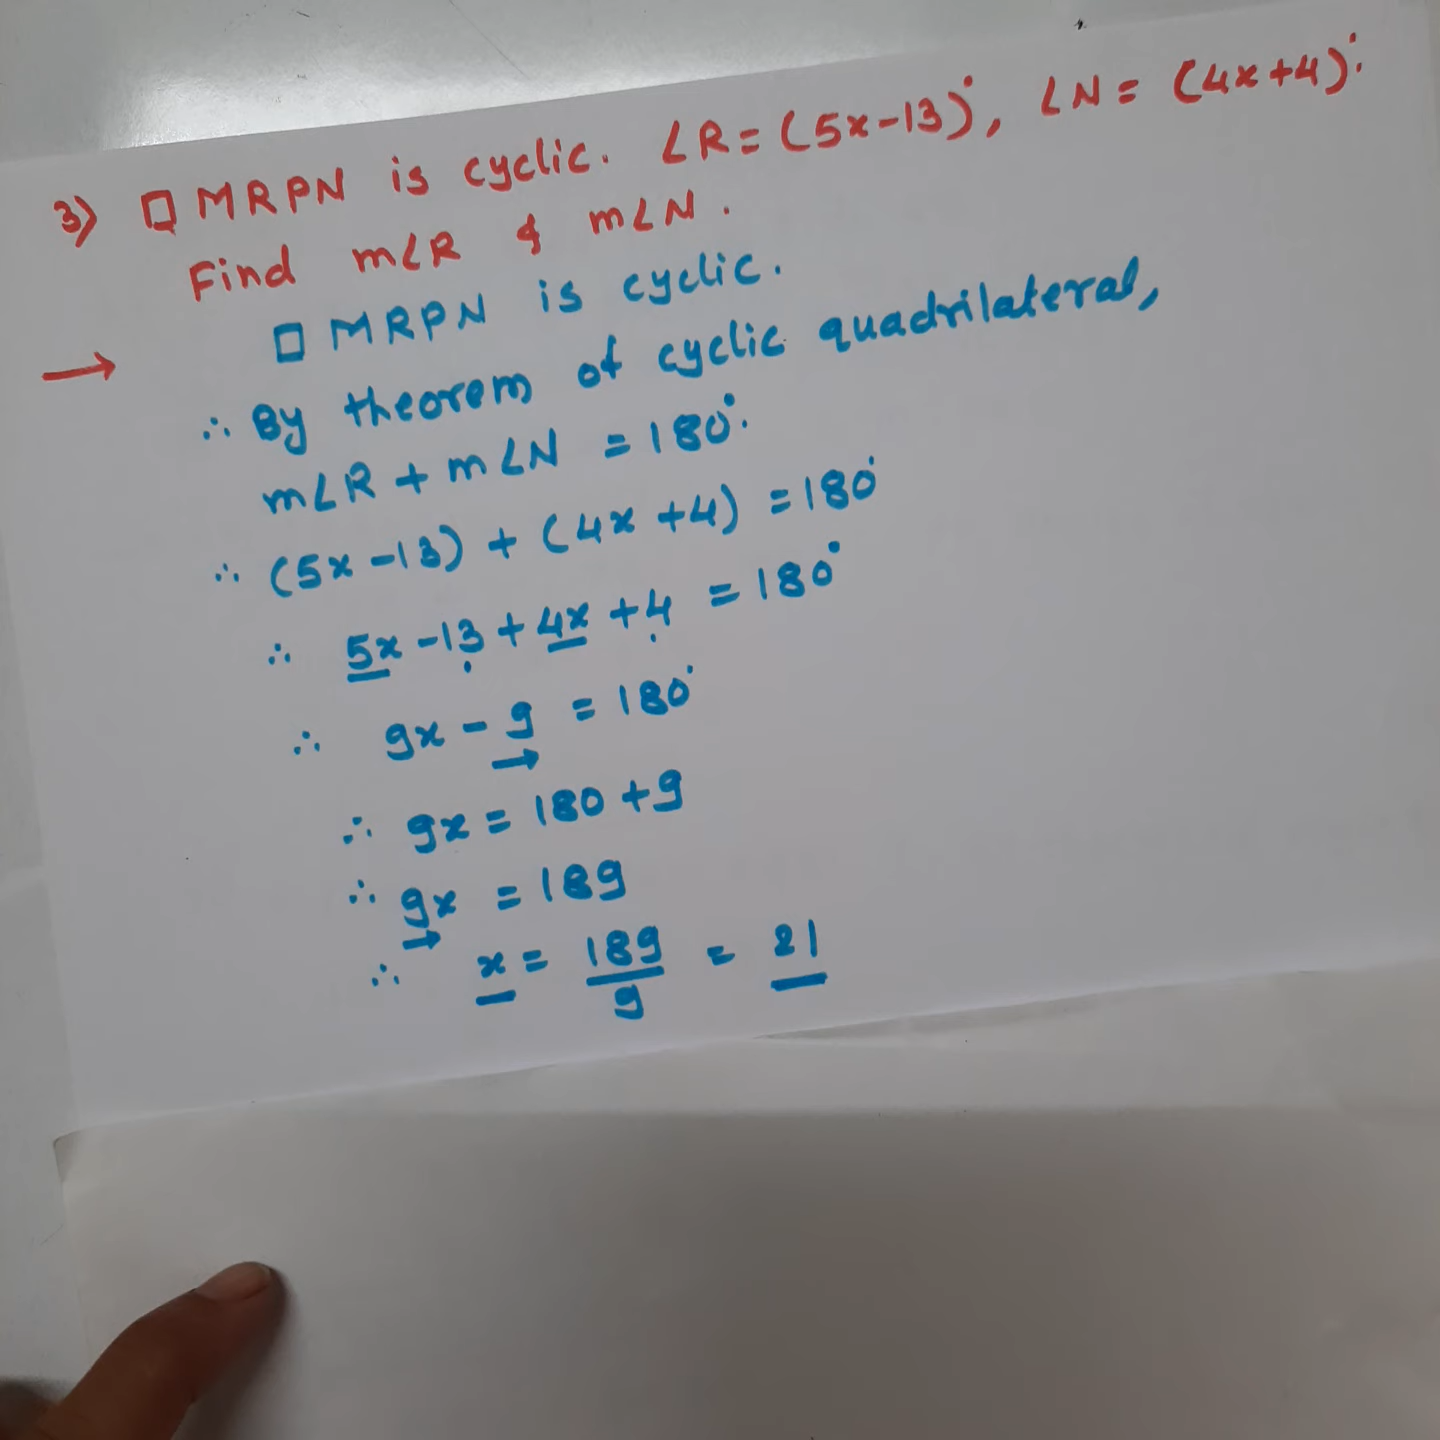 3) □ MRPN is cyclic. ∠R = (5x-13)°, ∠N = (4x+4)°.
Find m∠R & m∠N.
→ □ MRPN is cyclic.
∴ By theorem of cyclic quadrilateral,
m∠R + m∠N = 180°.
∴ (5x-13) + (4x+4) = 180°
∴ 5x -13 + 4x + 4 = 180°
∴ 9x - 9 = 180°
∴ 9x = 180 + 9
∴ 9x = 189
∴ x = 189/9 = 21